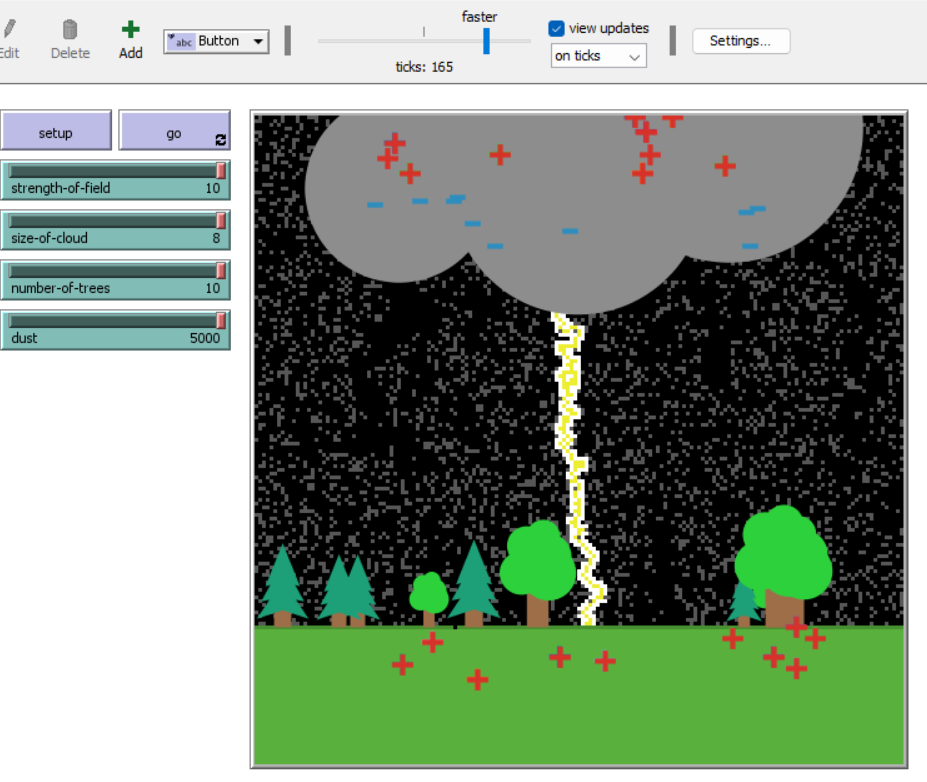 faster
view updates
Edit
Delete
Add
abc Button
ticks: 165
on ticks
Settings...
setup
go
strength-of-field 10
size-of-cloud 8
number-of-trees 10
dust 5000